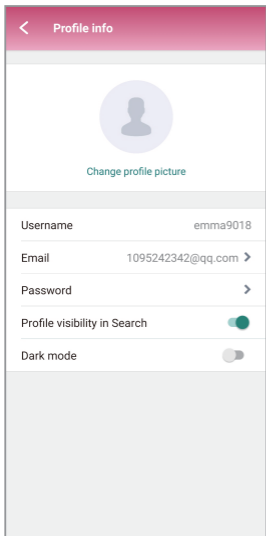 Profile info
Change profile picture
Username emma9018
Email 1095242342@qq.com
Password
Profile visibility in Search
Dark mode